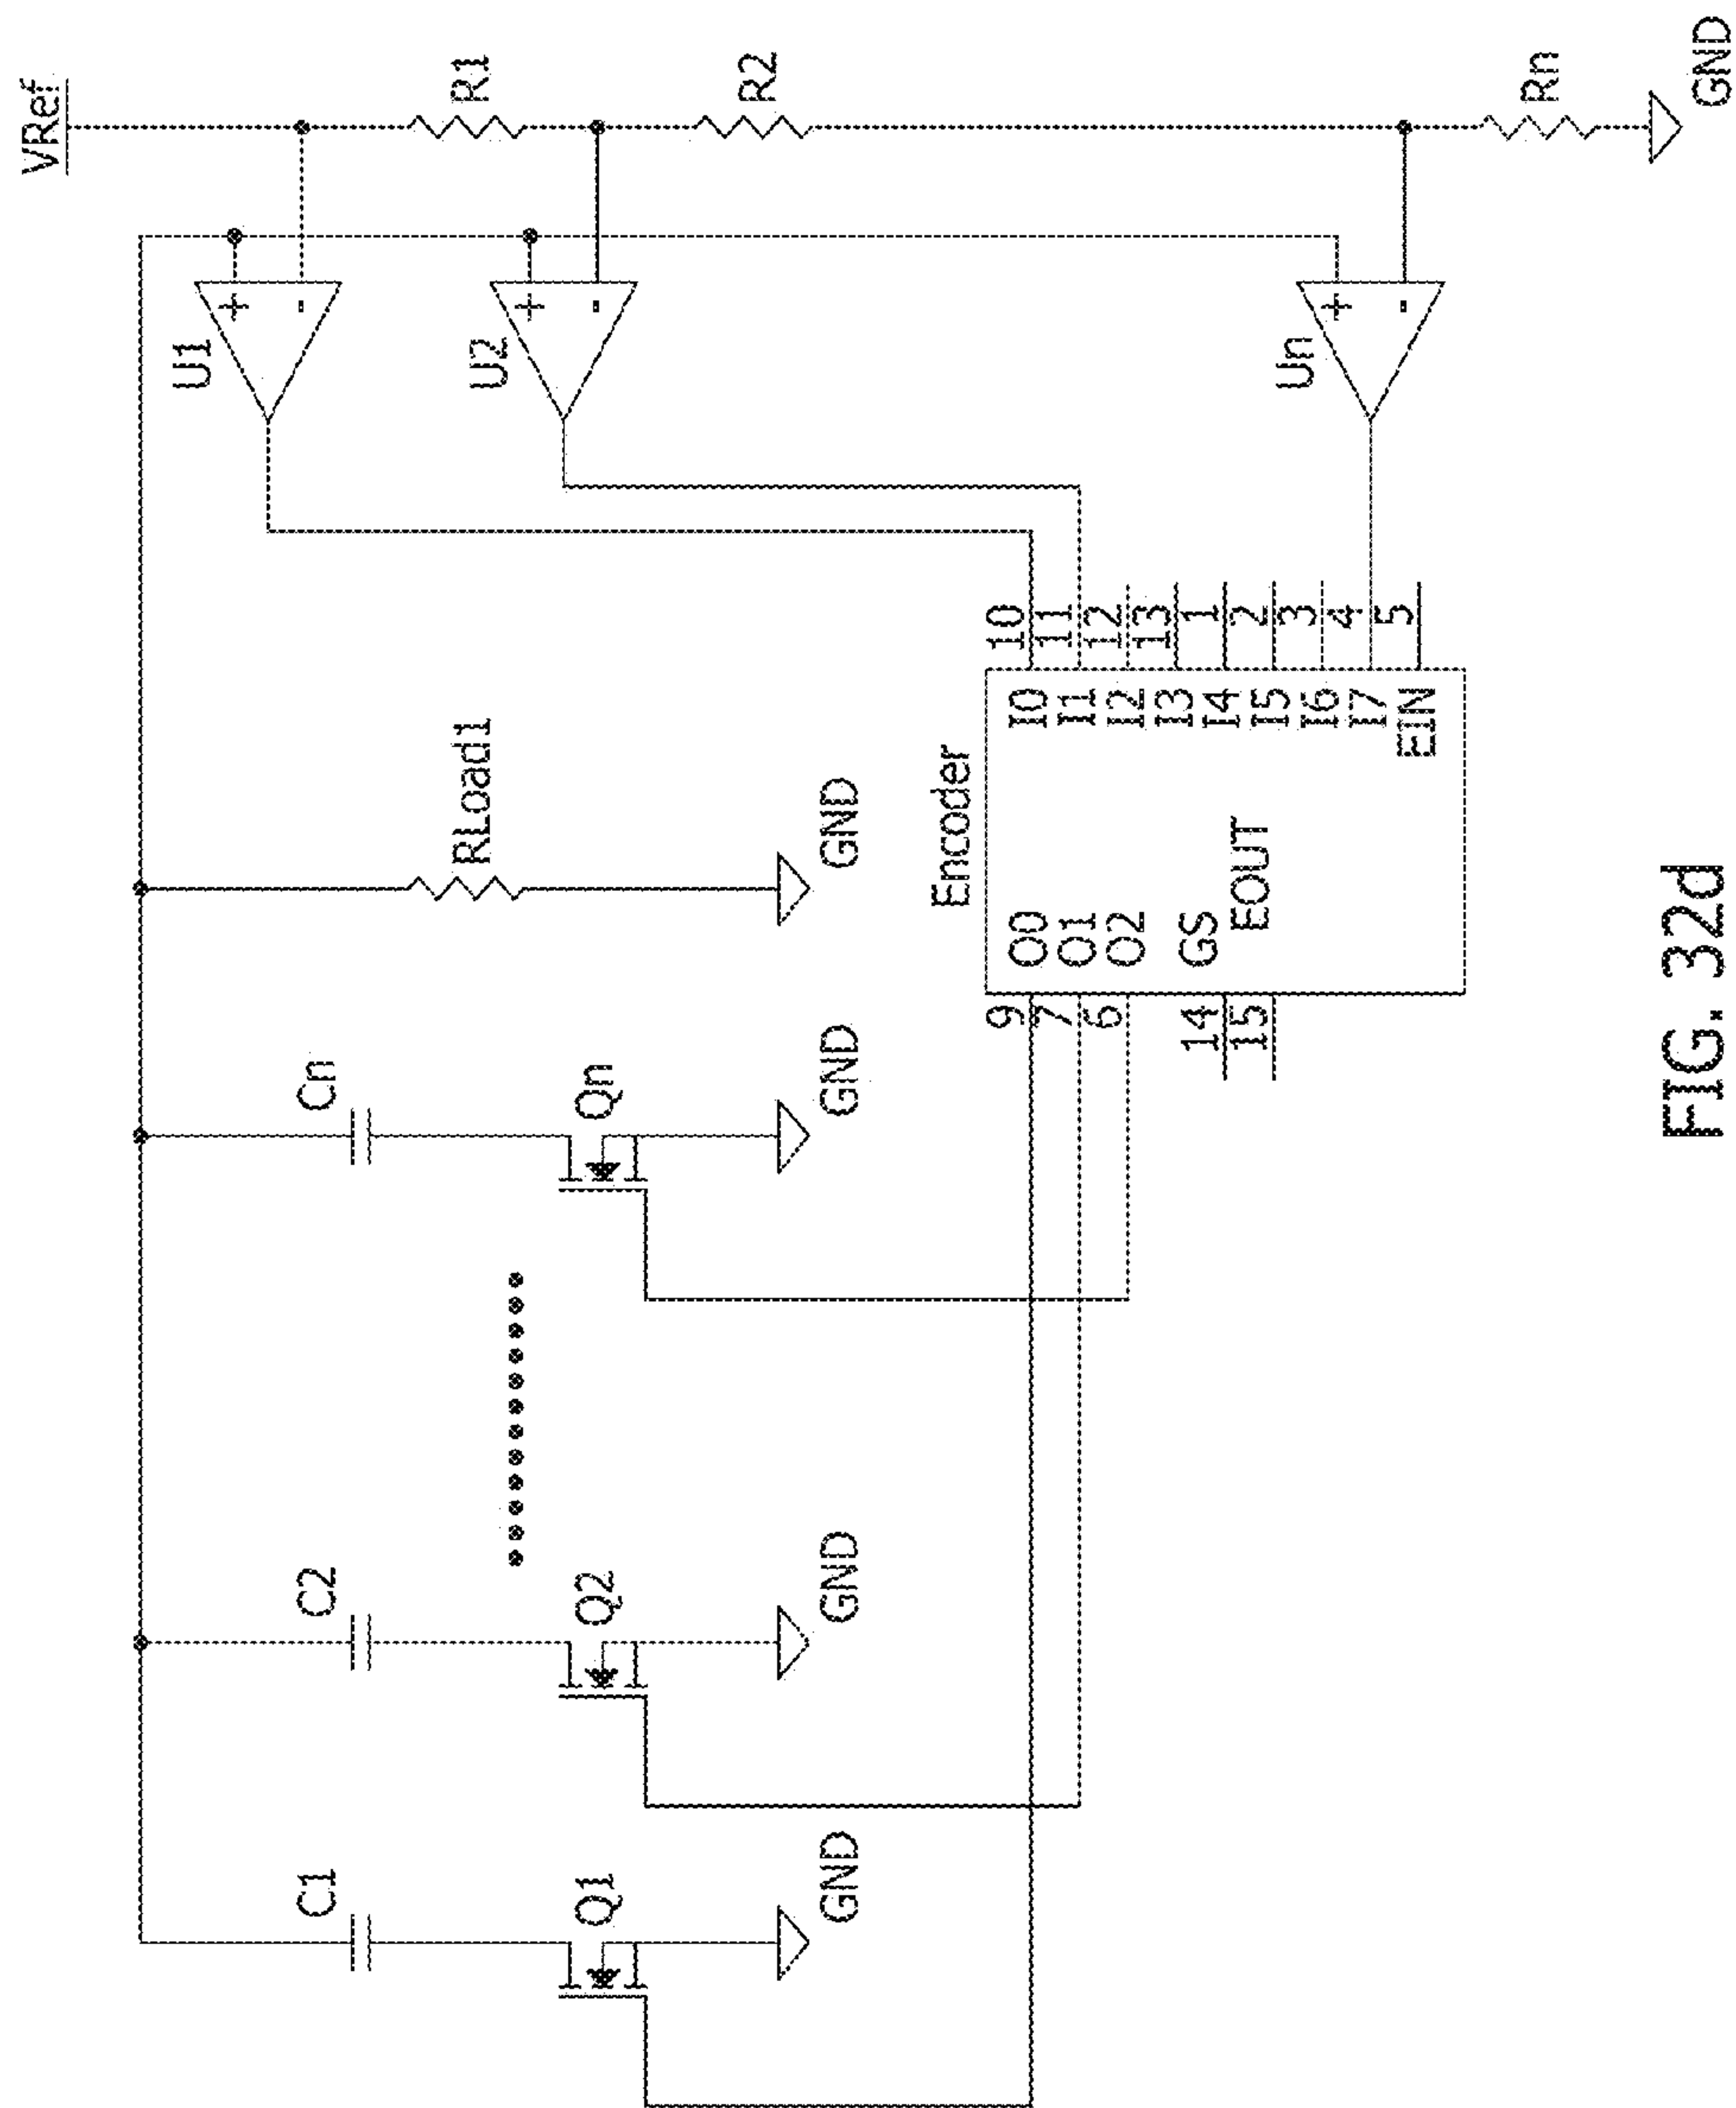 VRef
R1
R2
Rn
GND
U1
U2
Un
+
-
+
-
+
-
C1
C2
Cn
RLoad1
Q1
Q2
Qn
GND
GND
GND
GND
Encoder
9 O0 I0 10
7 O1 I1 11
6 O2 I2 12
I3 13
14 GS I4 1
15 EOUT I5 2
I6 3
I7 4
EIN 5
FIG. 32d